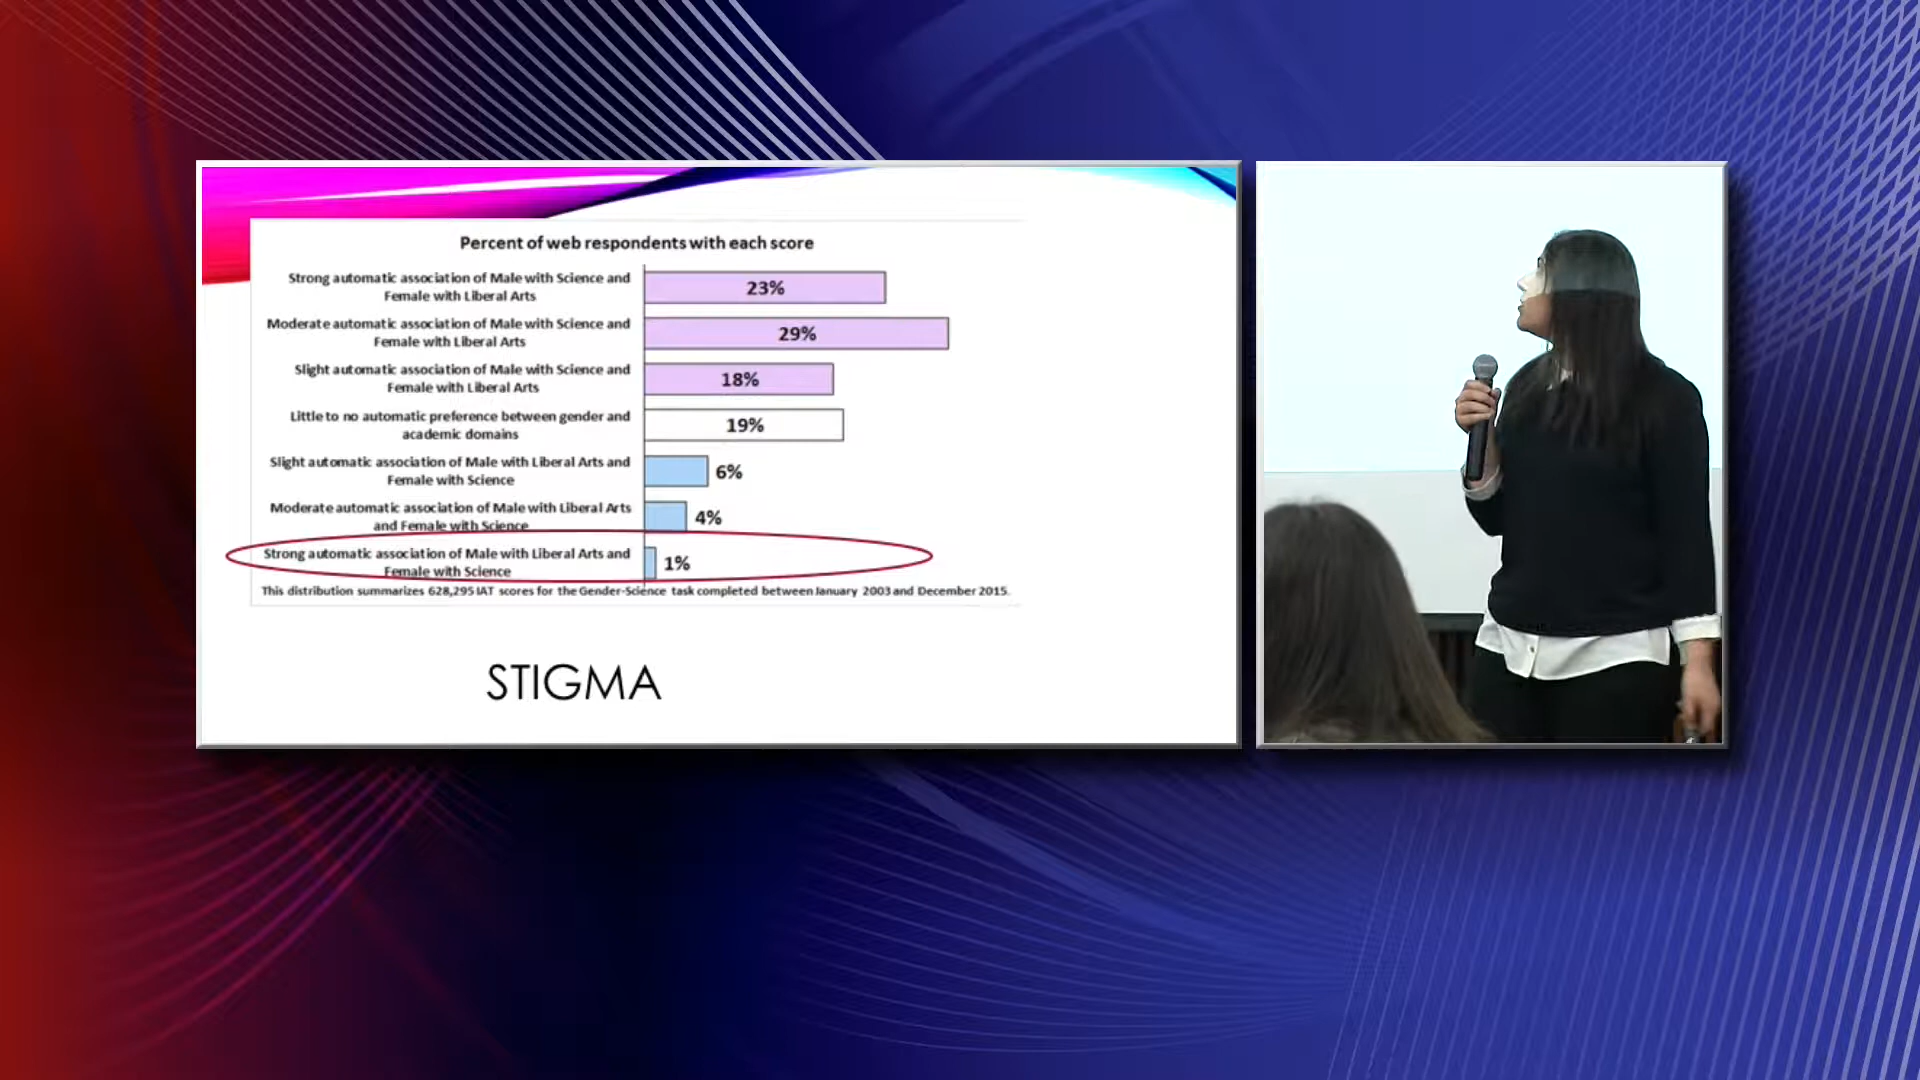 Percent of web respondents with each score
Strong automatic association of Male with Science and
Female with Liberal Arts
23%
Moderate automatic association of Male with Science and
Female with Liberal Arts
29%
Slight automatic association of Male with Science and
Female with Liberal Arts
18%
Little to no automatic preference between gender and
academic domains
19%
Slight automatic association of Male with Liberal Arts and
Female with Science
6%
Moderate automatic association of Male with Liberal Arts
and Female with Science
4%
Strong automatic association of Male with Liberal Arts and
Female with Science
1%
This distribution summarizes 628,295 IAT scores for the Gender-Science task completed between January 2003 and December 2015.
STIGMA